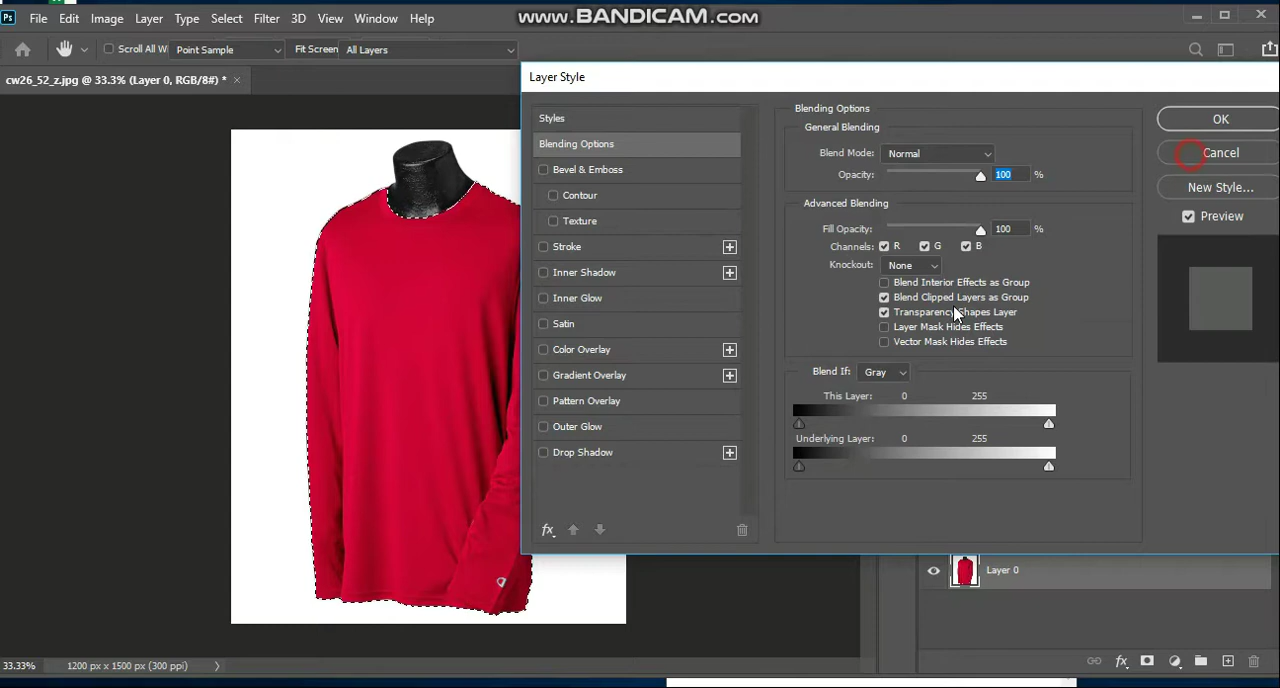 www.BANDICAM.com
Ps File Edit Image Layer Type Select Filter 3D View Window Help
Scroll All W Point Sample Fit Screen All Layers
cw26_52_z.jpg @ 33.3% (Layer 0, RGB/8#) * ×
Layer Style
Styles
Blending Options
Bevel & Emboss
Contour
Texture
Stroke
Inner Shadow
Inner Glow
Satin
Color Overlay
Gradient Overlay
Pattern Overlay
Outer Glow
Drop Shadow
fx
Blending Options
General Blending
Blend Mode: Normal
Opacity: 100 %
Advanced Blending
Fill Opacity: 100 %
Channels: R G B
Knockout: None
Blend Interior Effects as Group
Blend Clipped Layers as Group
Transparency Shapes Layer
Layer Mask Hides Effects
Vector Mask Hides Effects
Blend If: Gray
This Layer: 0 255
Underlying Layer: 0 255
OK
Cancel
New Style...
Preview
Layer 0
fx
33.33% 1200 px x 1500 px (300 ppi)